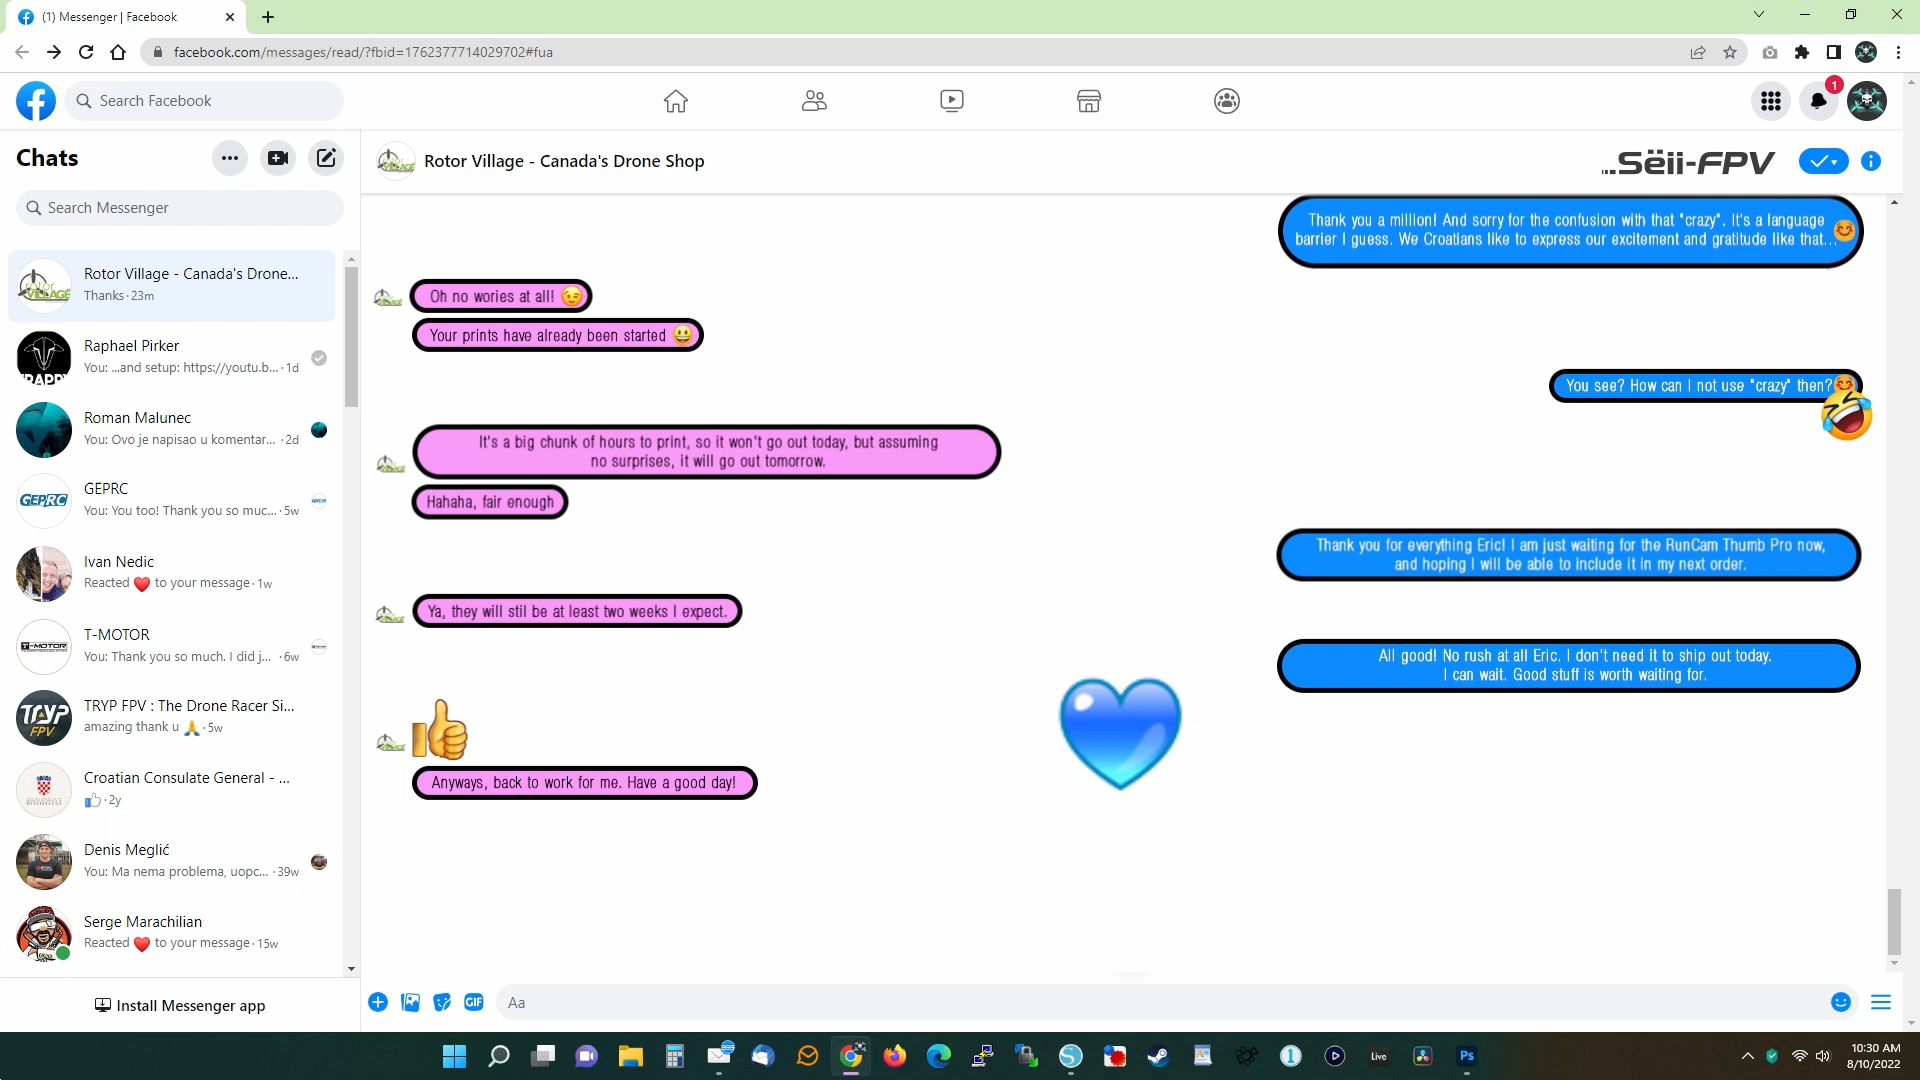 (1) Messenger | Facebook
facebook.com/messages/read/?fbid=1762377714029702#fua
Search Facebook
1
Chats
Search Messenger
Rotor Village - Canada's Drone...
Thanks · 23m
Raphael Pirker
You: ...and setup: https://youtu.b... · 1d
Roman Malunec
You: Ovo je napisao u komentar... · 2d
GEPRC
GEPRC
You: You too! Thank you so muc... · 5w
Ivan Nedic
Reacted ❤️ to your message · 1w
T-MOTOR
T-MOTOR
You: Thank you so much. I did j... · 6w
TRYP FPV
TRYP FPV : The Drone Racer Si...
amazing thank u 🙏 · 5w
Croatian Consulate General - ...
👍 · 2y
Denis Meglić
You: Ma nema problema, uopc... · 39w
Serge Marachilian
Reacted ❤️ to your message · 15w
Install Messenger app
Rotor Village - Canada's Drone Shop
...Sëii-FPV
Thank you a million! And sorry for the confusion with that "crazy". It's a language
barrier I guess. We Croatians like to express our excitement and gratitude like that... 😊
Oh no wories at all! 😉
Your prints have already been started 😃
You see? How can I not use "crazy" then? 😊
🤣
It's a big chunk of hours to print, so it won't go out today, but assuming
no surprises, it will go out tomorrow.
Hahaha, fair enough
Thank you for everything Eric! I am just waiting for the RunCam Thumb Pro now,
and hoping I will be able to include it in my next order.
Ya, they will stil be at least two weeks I expect.
All good! No rush at all Eric. I don't need it to ship out today.
I can wait. Good stuff is worth waiting for.
👍
Anyways, back to work for me. Have a good day!
GIF
Aa
Live
Ps
10:30 AM
8/10/2022